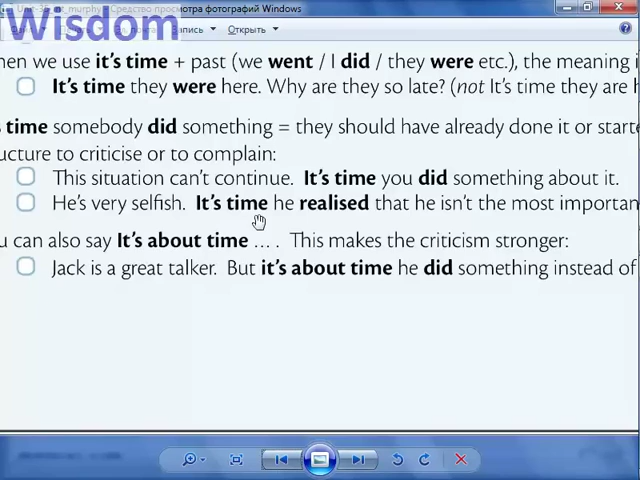 Wisdom
Unit-35_nt_murphy - Средство просмотра фотографий Windows
Запись Открыть
hen we use it's time + past (we went / I did / they were etc.), the meaning i
It's time they were here. Why are they so late? (not It's time they are h
s time somebody did something = they should have already done it or starte
ucture to criticise or to complain:
This situation can't continue. It's time you did something about it.
He's very selfish. It's time he realised that he isn't the most importan
u can also say It's about time ... . This makes the criticism stronger:
Jack is a great talker. But it's about time he did something instead of